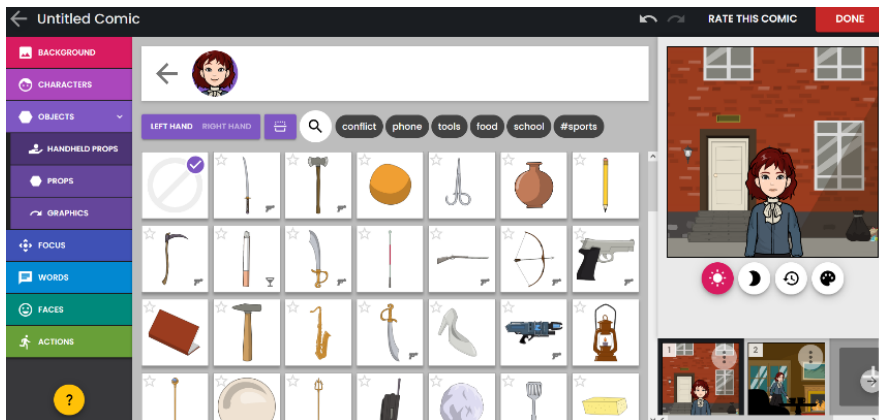 Untitled Comic
RATE THIS COMIC
DONE
BACKGROUND
CHARACTERS
OBJECTS
HANDHELD PROPS
PROPS
GRAPHICS
FOCUS
WORDS
FACES
ACTIONS
?
LEFT HAND RIGHT HAND
conflict phone tools food school #sports
1
2